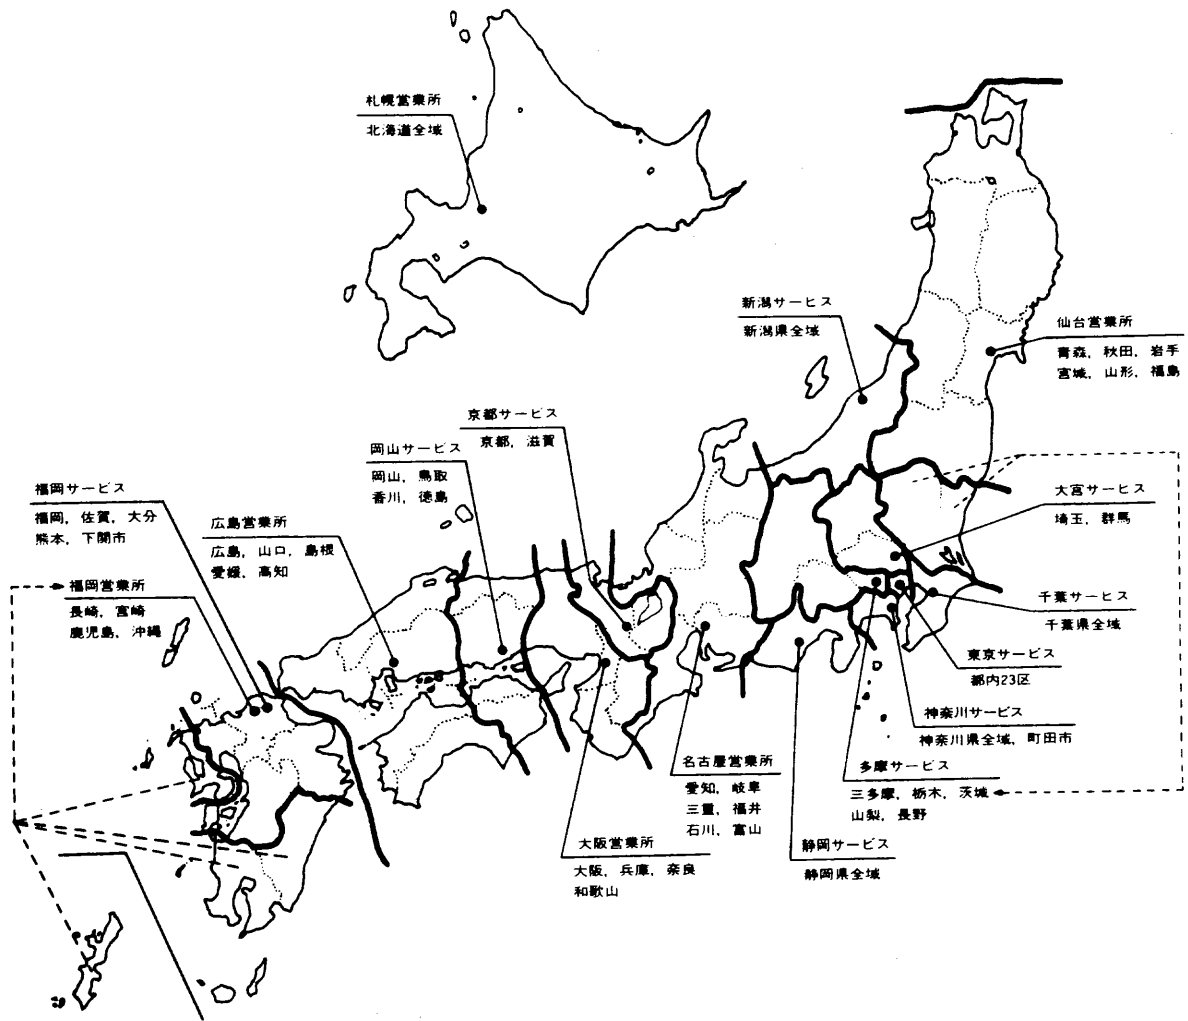 札幌営業所
北海道全域
新潟サービス
新潟県全域
仙台営業所
青森, 秋田, 岩手
宮城, 山形, 福島
京都サービス
京都, 滋賀
岡山サービス
岡山, 鳥取
香川, 徳島
福岡サービス
福岡, 佐賀, 大分
熊本, 下関市
広島営業所
広島, 山口, 島根
愛媛, 高知
大宮サービス
埼玉, 群馬
福岡営業所
長崎, 宮崎
鹿児島, 沖縄
千葉サービス
千葉県全域
東京サービス
都内23区
神奈川サービス
神奈川県全域, 町田市
名古屋営業所
愛知, 岐阜
三重, 福井
石川, 富山
多摩サービス
三多摩, 栃木, 茨城
山梨, 長野
大阪営業所
大阪, 兵庫, 奈良
和歌山
静岡サービス
静岡県全域